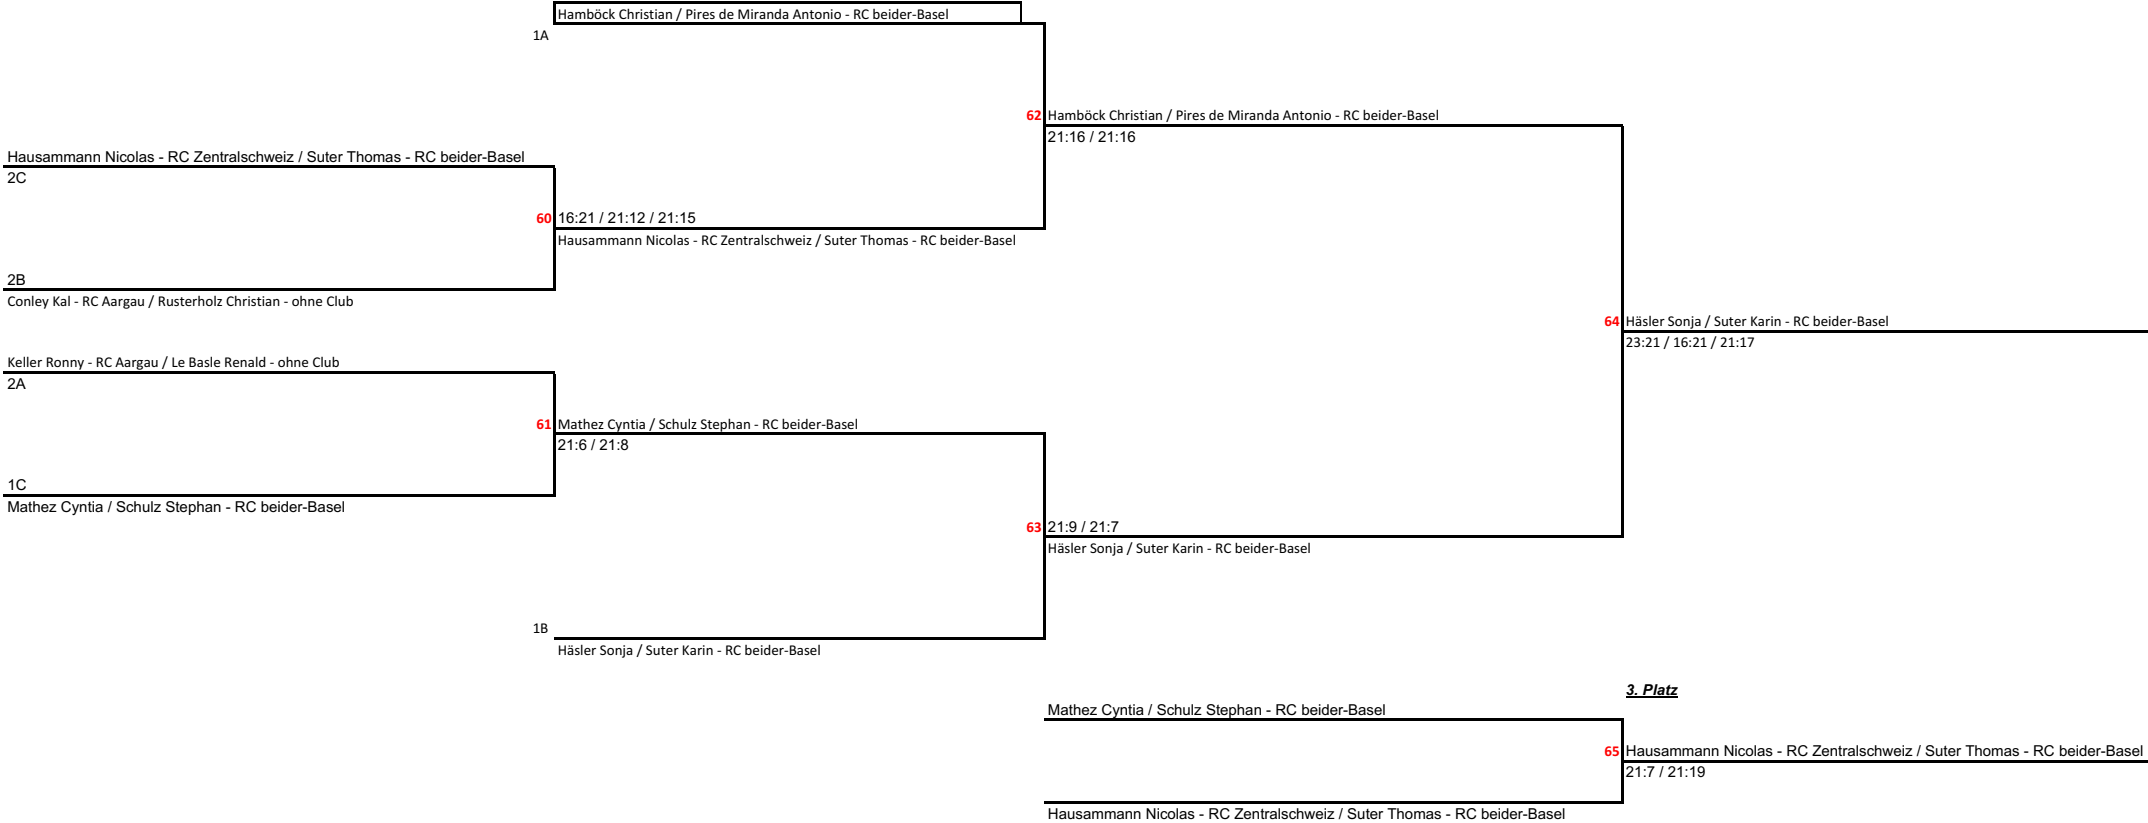 Hamböck Christian / Pires de Miranda Antonio - RC beider-Basel
1A
62 Hamböck Christian / Pires de Miranda Antonio - RC beider-Basel
21:16 / 21:16
Hausammann Nicolas - RC Zentralschweiz / Suter Thomas - RC beider-Basel
2C
60 16:21 / 21:12 / 21:15
Hausammann Nicolas - RC Zentralschweiz / Suter Thomas - RC beider-Basel
2B
Conley Kal - RC Aargau / Rusterholz Christian - ohne Club
64 Häsler Sonja / Suter Karin - RC beider-Basel
23:21 / 16:21 / 21:17
Keller Ronny - RC Aargau / Le Basle Renald - ohne Club
2A
61 Mathez Cyntia / Schulz Stephan - RC beider-Basel
21:6 / 21:8
1C
Mathez Cyntia / Schulz Stephan - RC beider-Basel
63 21:9 / 21:7
Häsler Sonja / Suter Karin - RC beider-Basel
1B
Häsler Sonja / Suter Karin - RC beider-Basel
3. Platz
Mathez Cyntia / Schulz Stephan - RC beider-Basel
65 Hausammann Nicolas - RC Zentralschweiz / Suter Thomas - RC beider-Basel
21:7 / 21:19
Hausammann Nicolas - RC Zentralschweiz / Suter Thomas - RC beider-Basel